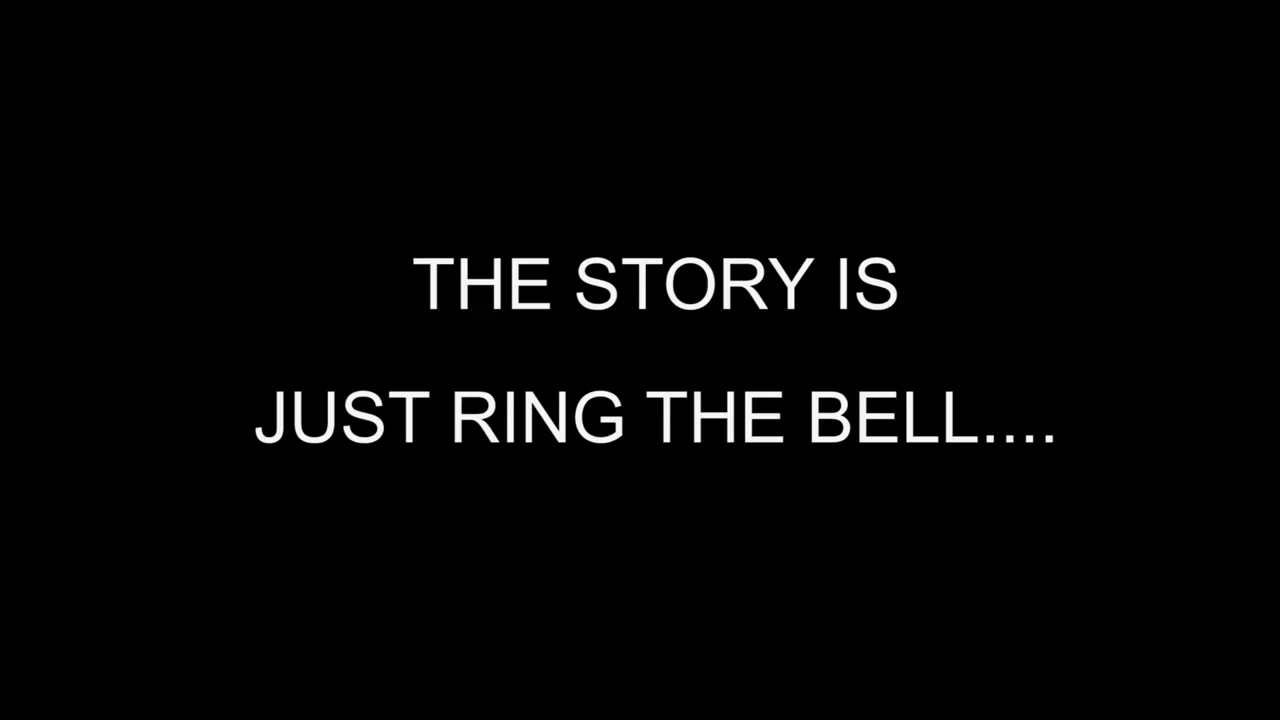 THE STORY IS
JUST RING THE BELL....